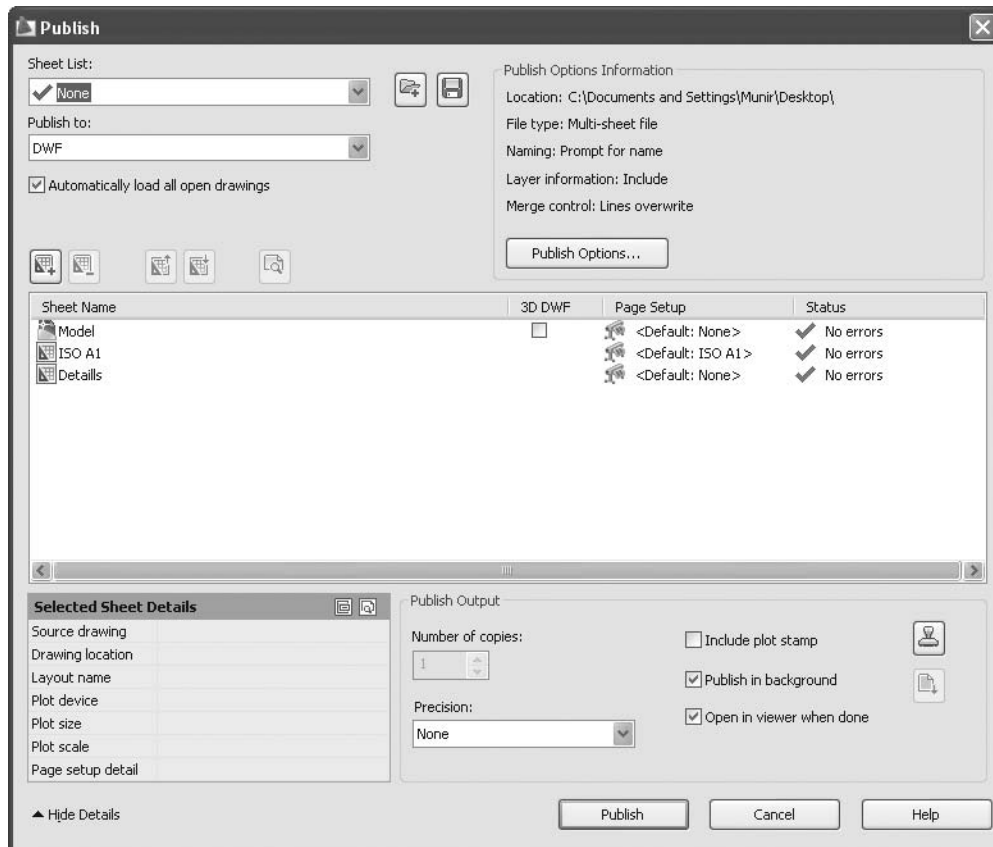 Publish
Sheet List:
None
Publish to:
DWF
Automatically load all open drawings
Publish Options Information
Location: C:\Documents and Settings\Munir\Desktop\
File type: Multi-sheet file
Naming: Prompt for name
Layer information: Include
Merge control: Lines overwrite
Publish Options...
Sheet Name 3D DWF Page Setup Status
Model <Default: None> No errors
ISO A1 <Default: ISO A1> No errors
Detaills <Default: None> No errors
Selected Sheet Details
Source drawing
Drawing location
Layout name
Plot device
Plot size
Plot scale
Page setup detail
Publish Output
Number of copies:
1
Precision:
None
Include plot stamp
Publish in background
Open in viewer when done
Hide Details
Publish Cancel Help